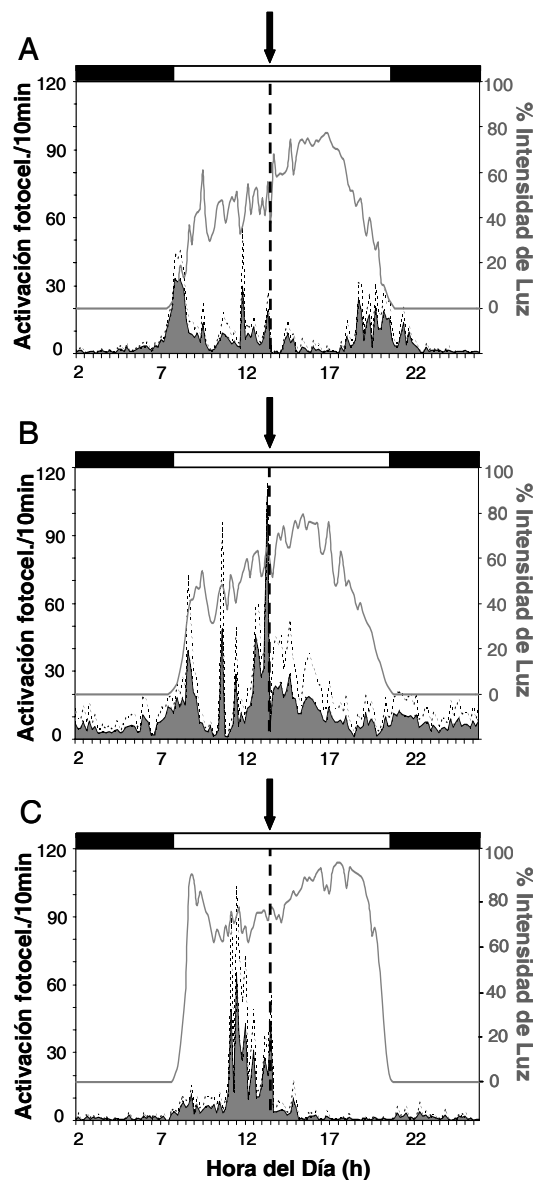 A
Activación fotocel./10min
120
90
60
30
0
100
80
60
40
20
0
% Intensidad de Luz
2 7 12 17 22
B
Activación fotocel./10min
120
90
60
30
0
100
80
60
40
20
0
% Intensidad de Luz
2 7 12 17 22
C
Activación fotocel./10min
120
90
60
30
0
100
80
60
40
20
0
% Intensidad de Luz
2 7 12 17 22
Hora del Día (h)